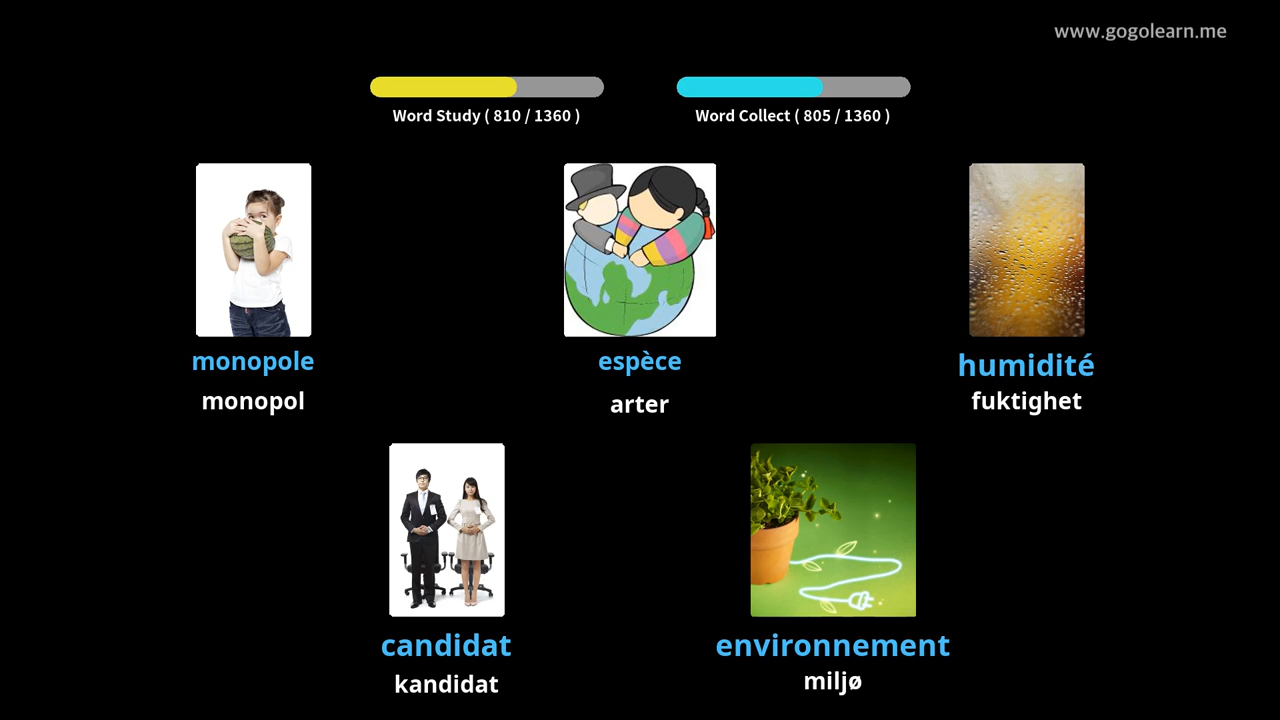 www.gogolearn.me
Word Study ( 810 / 1360 )
Word Collect ( 805 / 1360 )
monopole
espèce
humidité
monopol
arter
fuktighet
candidat
environnement
kandidat
miljø